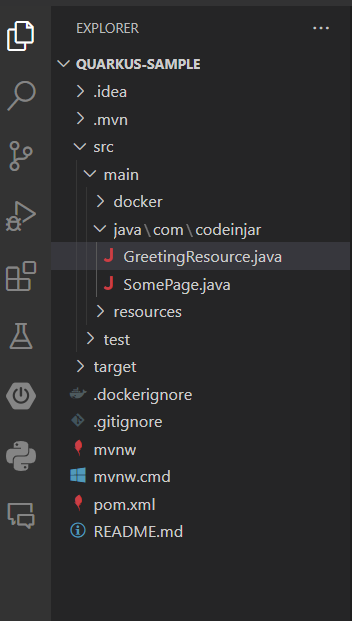 EXPLORER
QUARKUS-SAMPLE
.idea
.mvn
src
main
docker
java\com\codeinjar
GreetingResource.java
SomePage.java
resources
test
target
.dockerignore
.gitignore
mvnw
mvnw.cmd
pom.xml
README.md